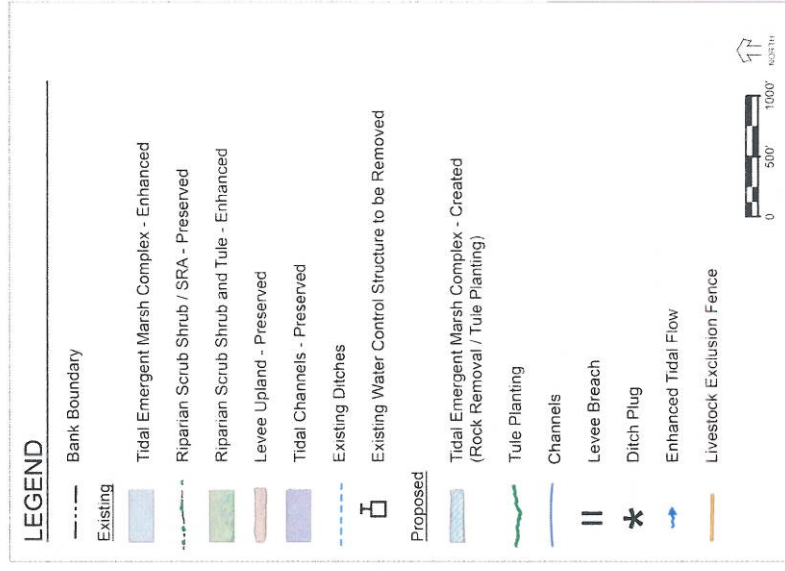 LEGEND
Bank Boundary
Existing
Tidal Emergent Marsh Complex - Enhanced
Riparian Scrub Shrub / SRA - Preserved
Riparian Scrub Shrub and Tule - Enhanced
Levee Upland - Preserved
Tidal Channels - Preserved
Existing Ditches
Existing Water Control Structure to be Removed
Proposed
Tidal Emergent Marsh Complex - Created
(Rock Removal / Tule Planting)
Tule Planting
Channels
Levee Breach
Ditch Plug
Enhanced Tidal Flow
Livestock Exclusion Fence
0 500' 1000'
NORTH